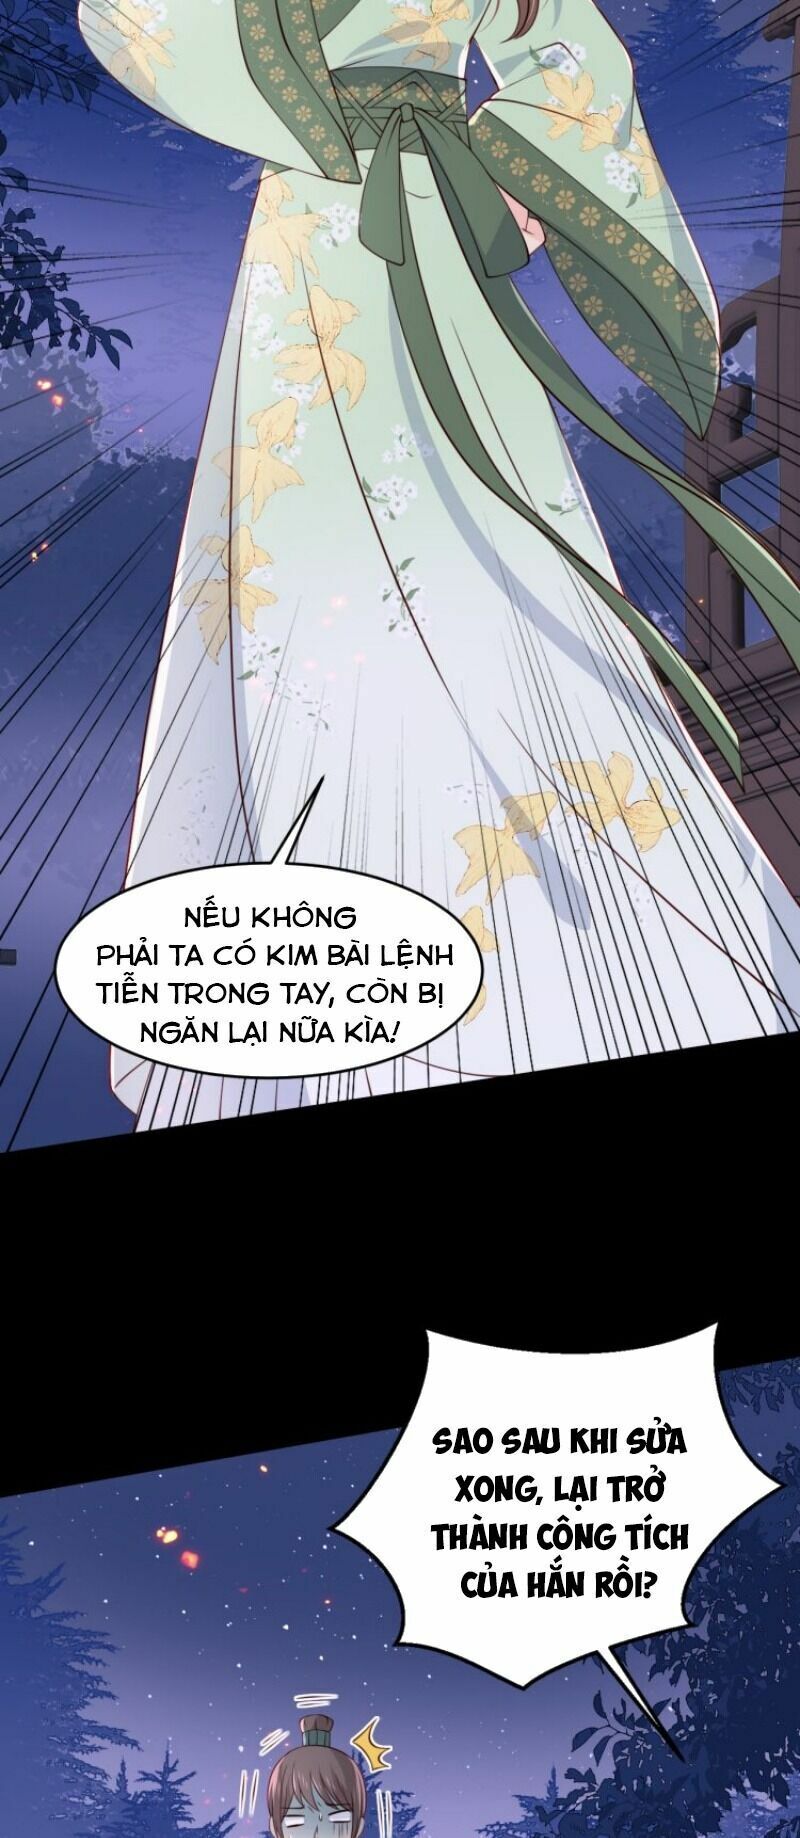 NẾU KHÔNG
PHẢI TA CÓ KIM BÀI LỆNH
TIỄN TRONG TAY, CÒN BỊ
NGĂN LẠI NỮA KÌA!
SAO SAU KHI SỬA
XONG, LẠI TRỞ
THÀNH CÔNG TÍCH
CỦA HẮN RỒI?